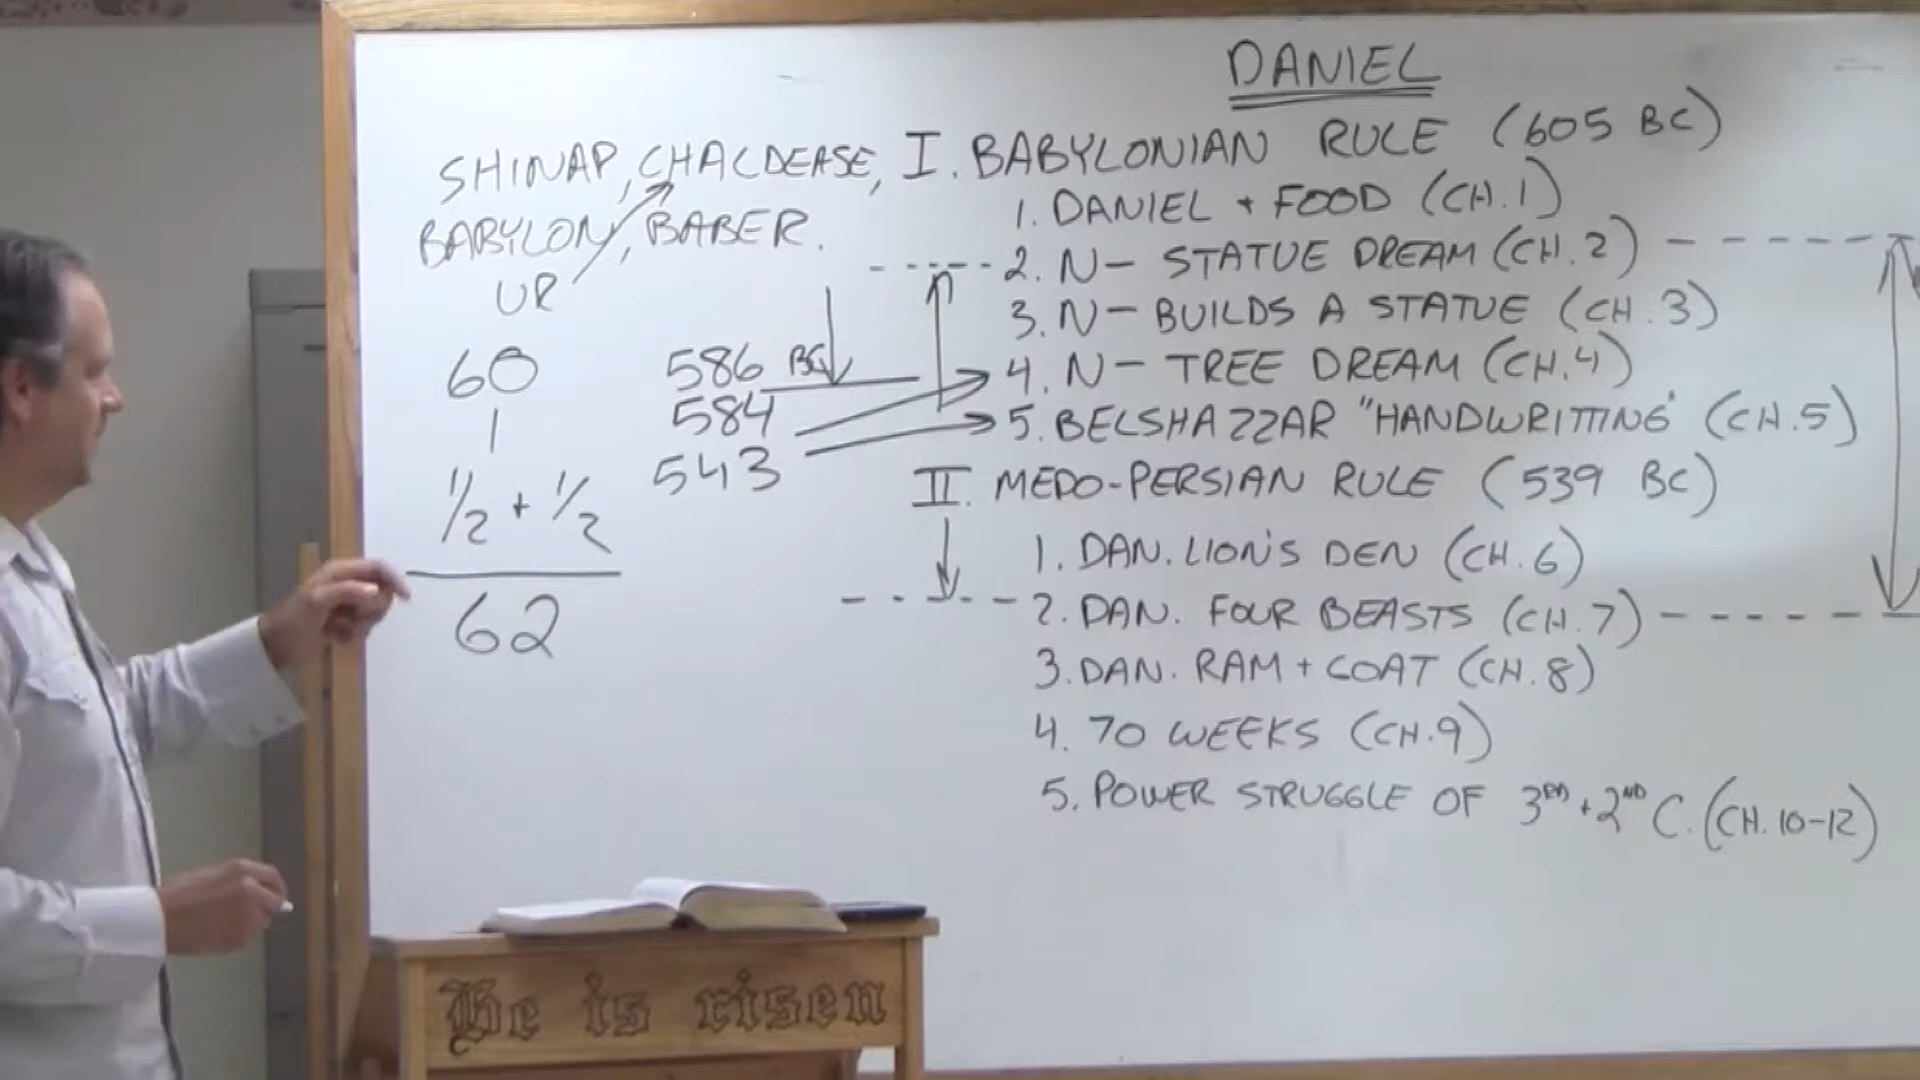 DANIEL
SHINAP, CHALDEASE,
BABYLON, BABER.
UR
60
1
1/2 + 1/2
62
586 BC
584
543
I. BABYLONIAN RULE (605 BC)
1. DANIEL + FOOD (CH. 1)
2. N- STATUE DREAM (CH. 2)
3. N- BUILDS A STATUE (CH. 3)
4. N- TREE DREAM (CH. 4)
5. BELSHAZZAR "HANDWRITTING" (CH. 5)
II. MEDO-PERSIAN RULE (539 BC)
1. DAN. LION'S DEN (CH. 6)
2. DAN. FOUR BEASTS (CH. 7)
3. DAN. RAM + GOAT (CH. 8)
4. 70 WEEKS (CH. 9)
5. POWER STRUGGLE OF 3RD + 2ND C. (CH. 10-12)
He is risen